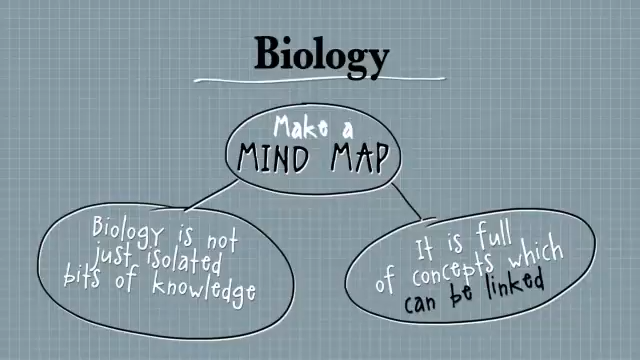 Biology
Make a
MIND MAP
Biology is not
just isolated
bits of knowledge
It is full
of concepts which
can be linked